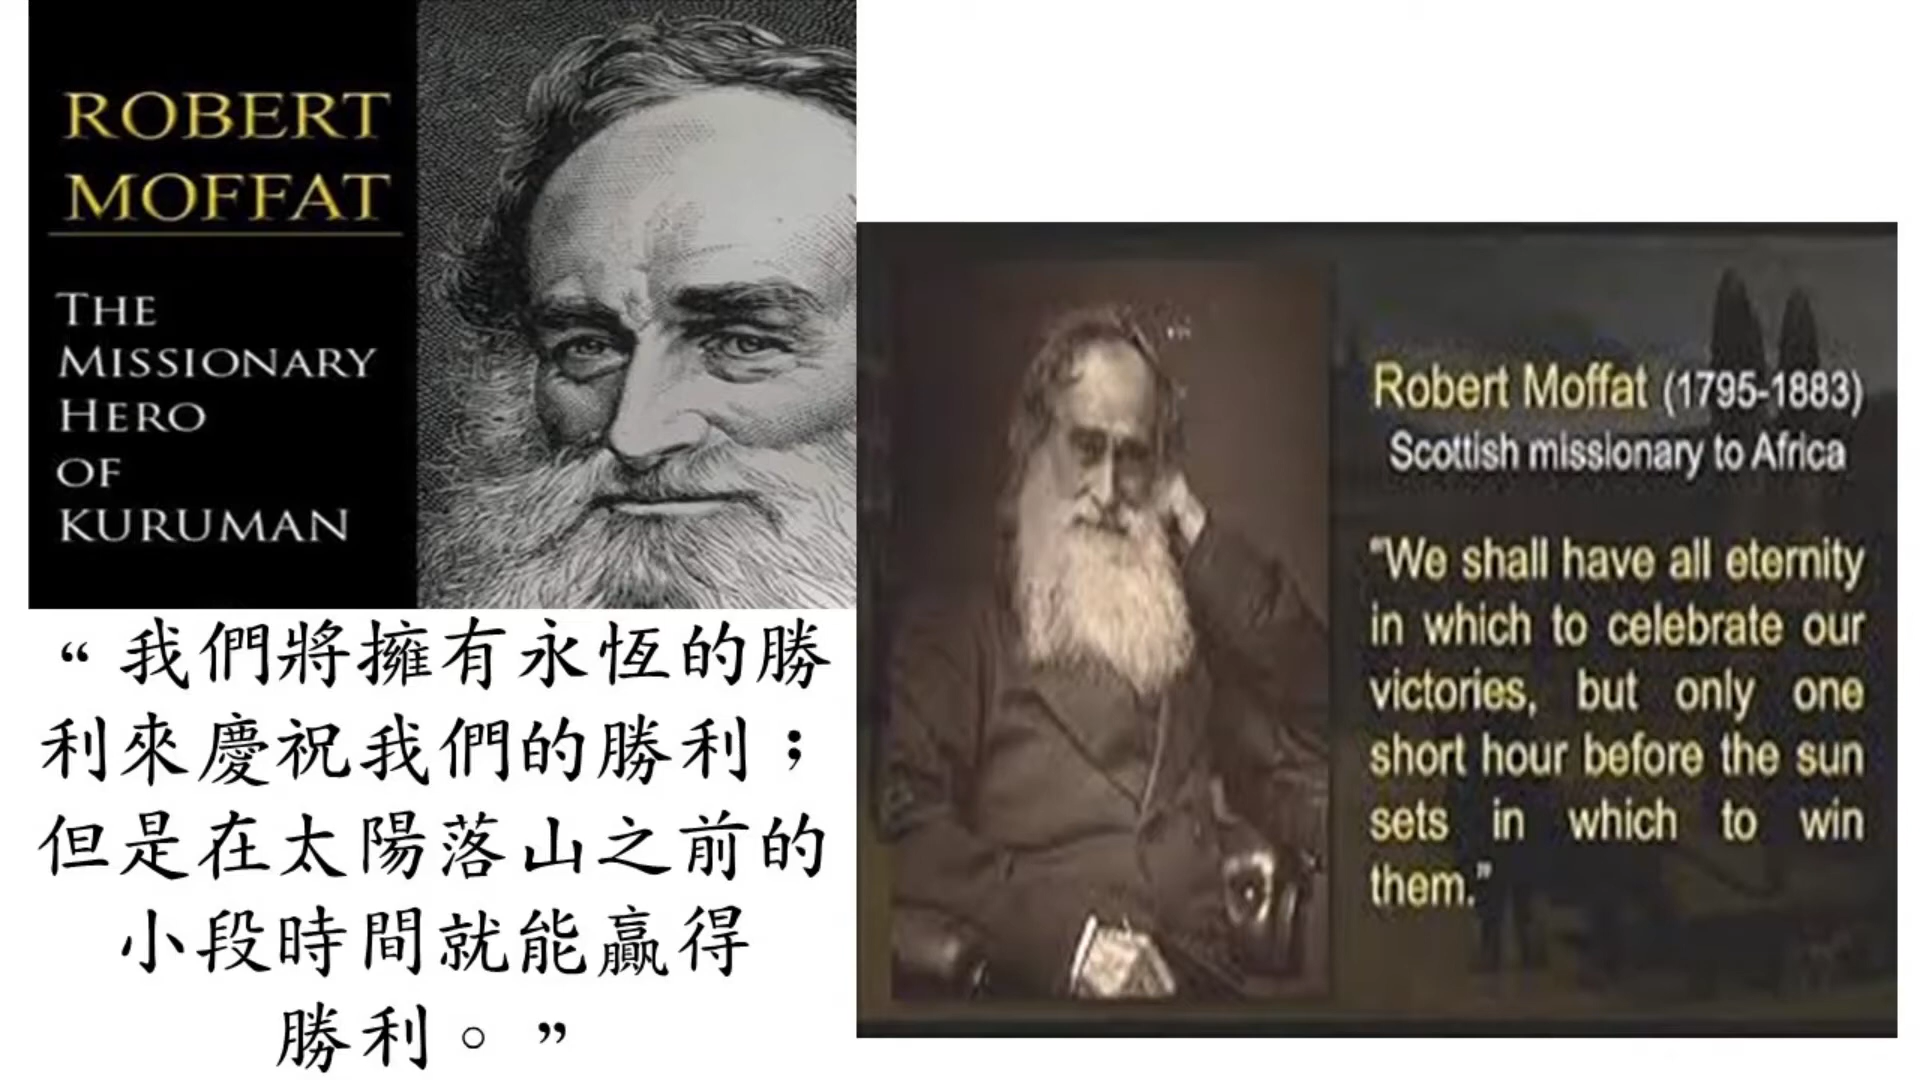 ROBERT
MOFFAT
THE
MISSIONARY
HERO
OF
KURUMAN
“我們將擁有永恆的勝
利來慶祝我們的勝利；
但是在太陽落山之前的
小段時間就能贏得
勝利。”
Robert Moffat (1795-1883)
Scottish missionary to Africa
“We shall have all eternity
in which to celebrate our
victories, but only one
short hour before the sun
sets in which to win
them.”